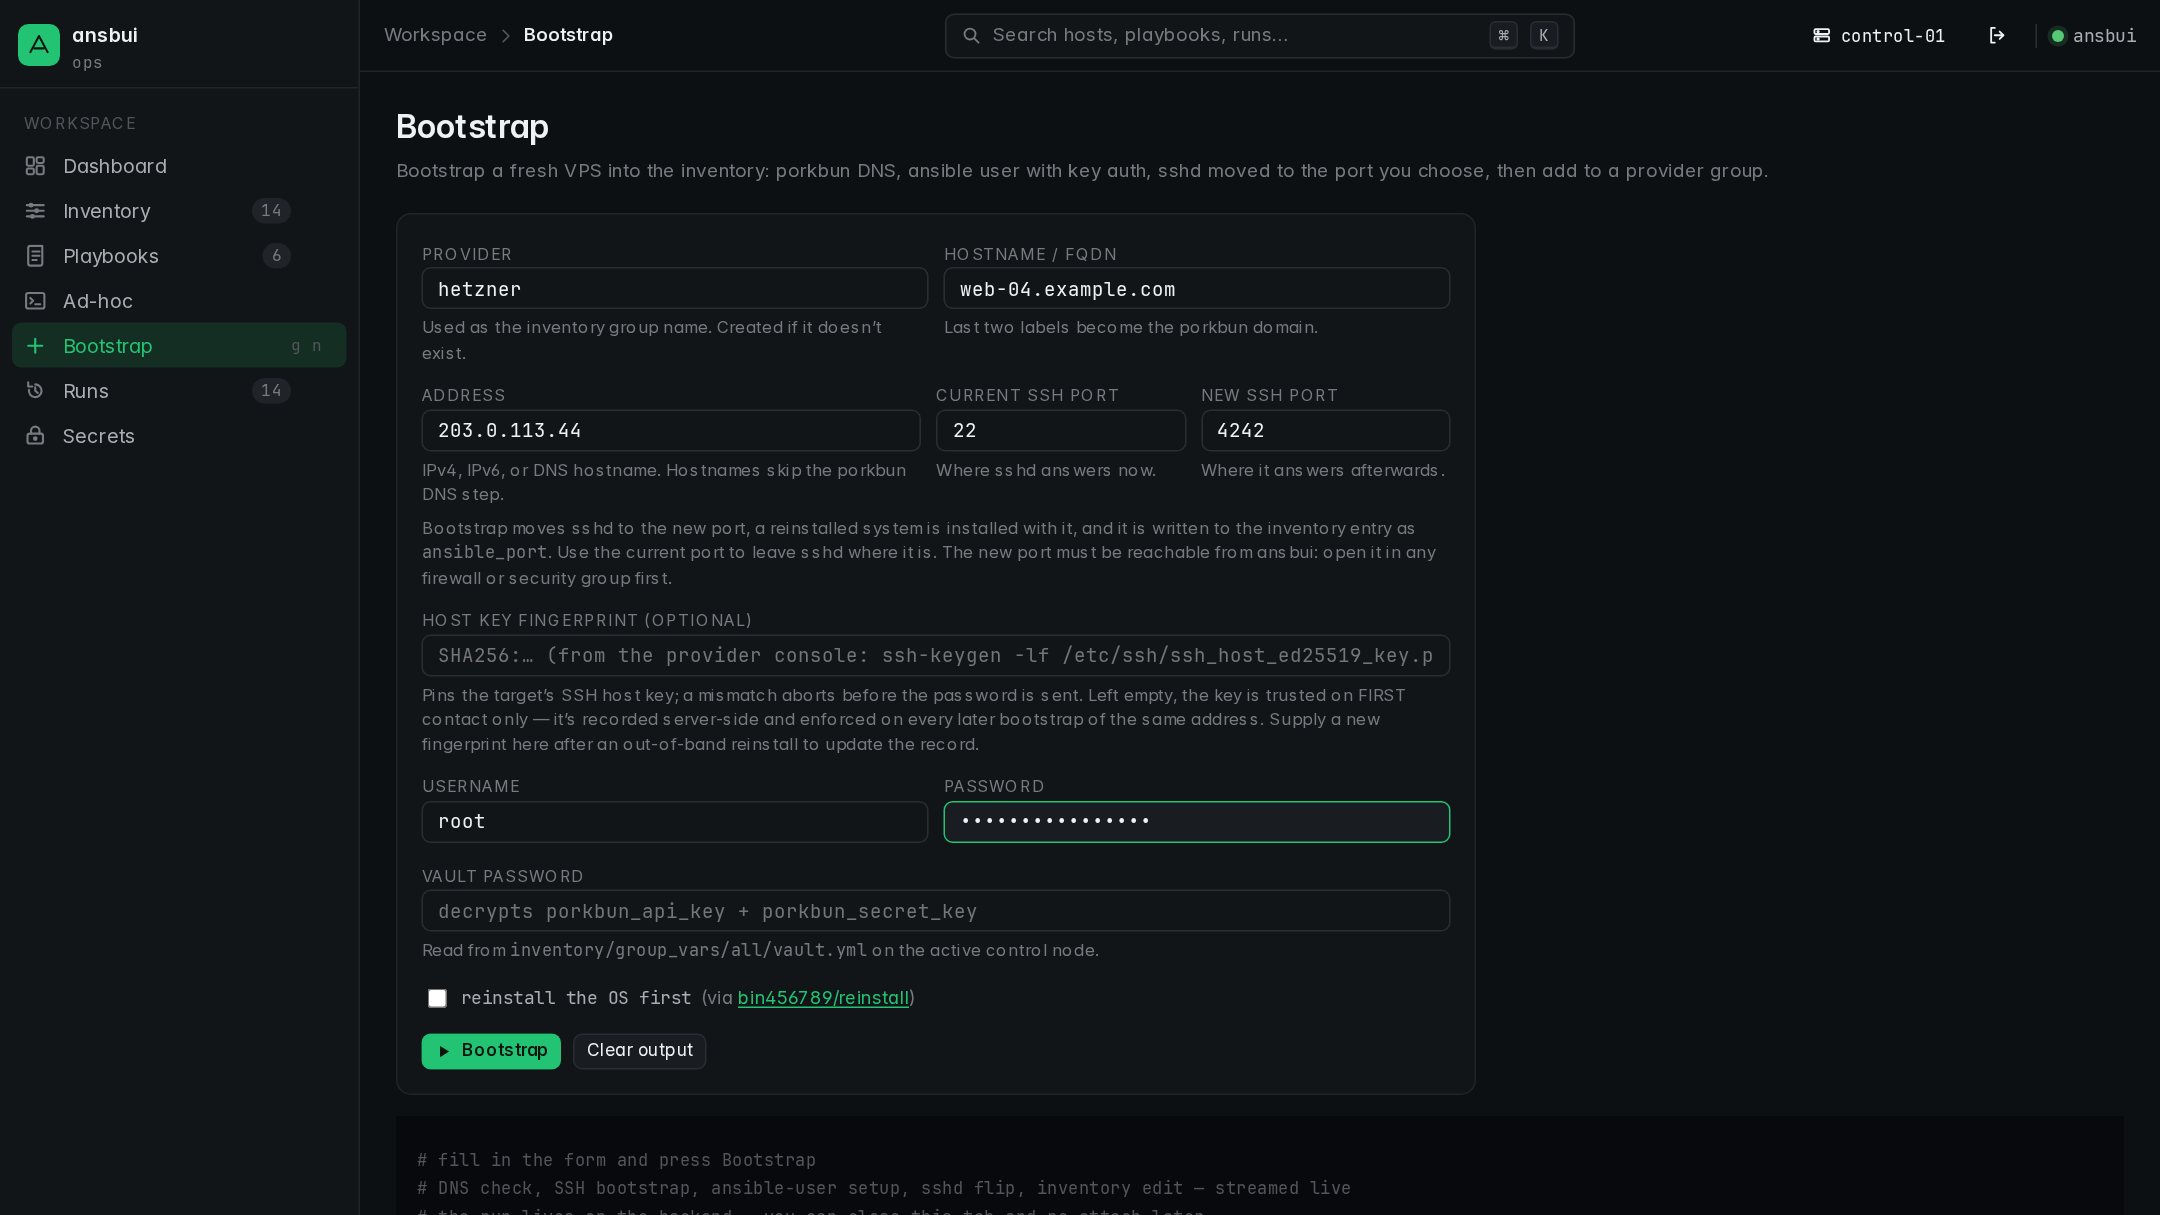 ansbui
ops
Workspace > Bootstrap
Search hosts, playbooks, runs...
⌘ K
control-01
ansbui
WORKSPACE
Dashboard
Inventory 14
Playbooks 6
Ad-hoc
Bootstrap g n
Runs 14
Secrets
Bootstrap
Bootstrap a fresh VPS into the inventory: porkbun DNS, ansible user with key auth, sshd moved to the port you choose, then add to a provider group.
PROVIDER
hetzner
Used as the inventory group name. Created if it doesn’t
exist.
HOSTNAME / FQDN
web-04.example.com
Last two labels become the porkbun domain.
ADDRESS
203.0.113.44
IPv4, IPv6, or DNS hostname. Hostnames skip the porkbun
DNS step.
CURRENT SSH PORT
22
Where sshd answers now.
NEW SSH PORT
4242
Where it answers afterwards.
Bootstrap moves sshd to the new port, a reinstalled system is installed with it, and it is written to the inventory entry as
ansible_port. Use the current port to leave sshd where it is. The new port must be reachable from ansbui: open it in any
firewall or security group first.
HOST KEY FINGERPRINT (OPTIONAL)
SHA256:… (from the provider console: ssh-keygen -lf /etc/ssh/ssh_host_ed25519_key.p
Pins the target’s SSH host key; a mismatch aborts before the password is sent. Left empty, the key is trusted on FIRST
contact only — it’s recorded server-side and enforced on every later bootstrap of the same address. Supply a new
fingerprint here after an out-of-band reinstall to update the record.
USERNAME
root
PASSWORD
••••••••••••••••
VAULT PASSWORD
decrypts porkbun_api_key + porkbun_secret_key
Read from inventory/group_vars/all/vault.yml on the active control node.
reinstall the OS first (via bin456789/reinstall)
Bootstrap
Clear output
# fill in the form and press Bootstrap
# DNS check, SSH bootstrap, ansible-user setup, sshd flip, inventory edit — streamed live